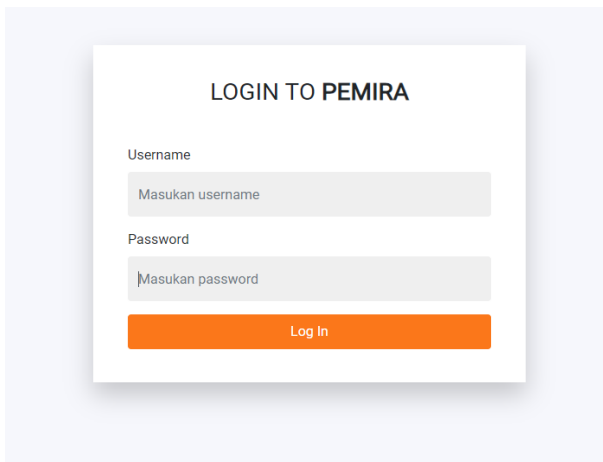 LOGIN TO PEMIRA
Username
Masukan username
Password
Masukan password
Log In